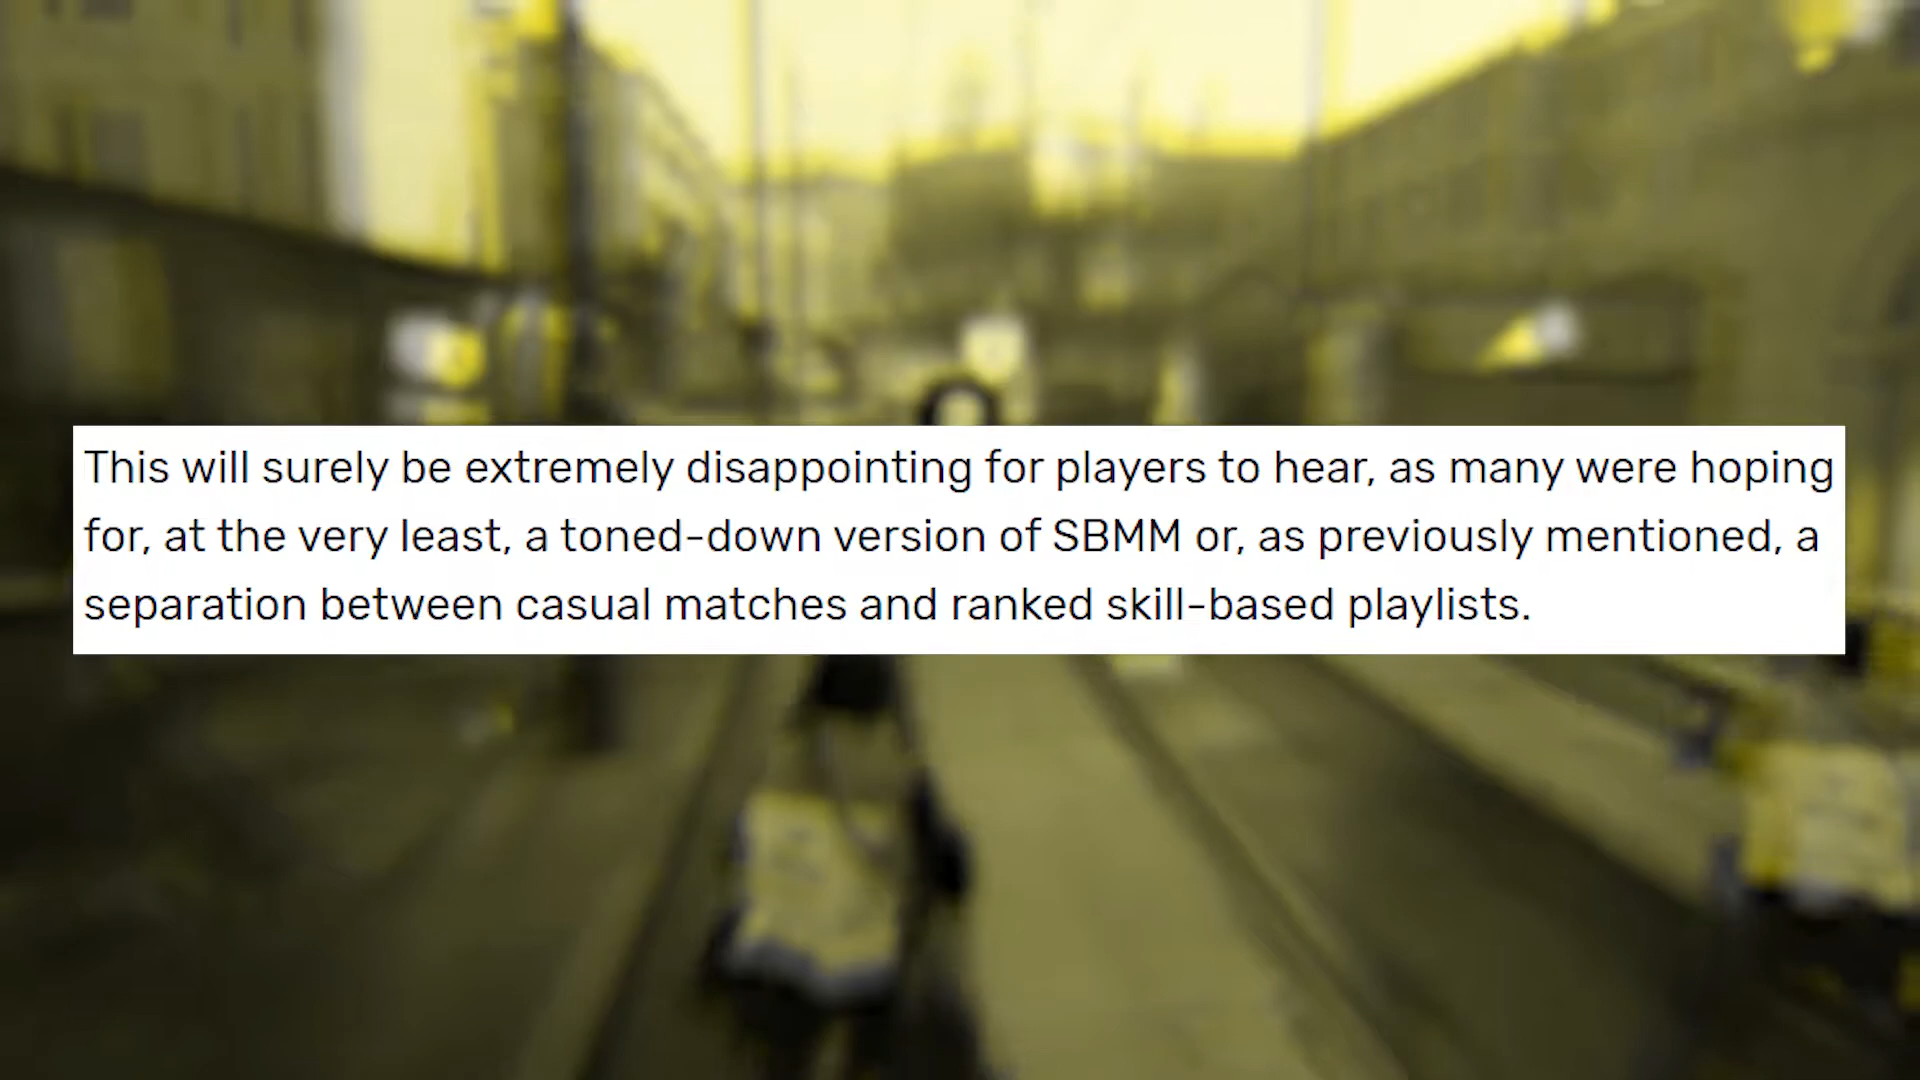 This will surely be extremely disappointing for players to hear, as many were hoping
for, at the very least, a toned-down version of SBMM or, as previously mentioned, a
separation between casual matches and ranked skill-based playlists.